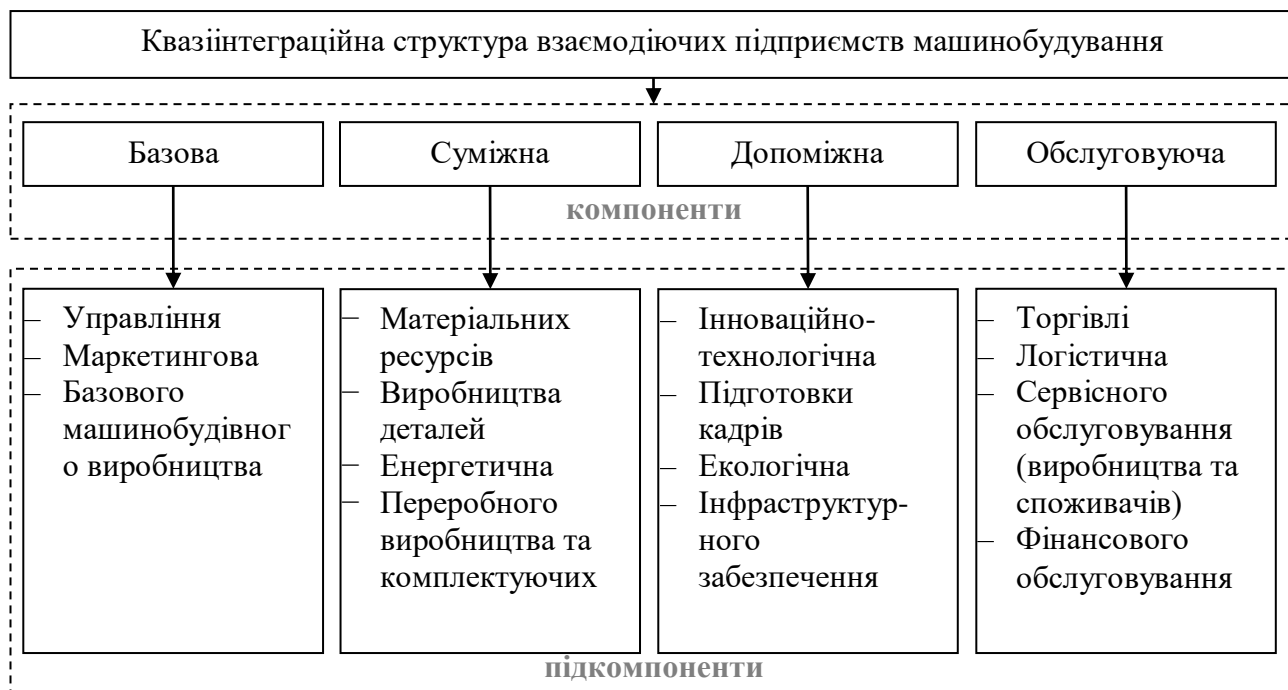 Квазіінтеграційна структура взаємодіючих підприємств машинобудування
Базова
Суміжна
Допоміжна
Обслуговуюча
компоненти
– Управління
– Маркетингова
– Базового
машинобудівног
о виробництва
– Матеріальних
ресурсів
– Виробництва
деталей
– Енергетична
– Переробного
виробництва та
комплектуючих
– Інноваційно-
технологічна
– Підготовки
кадрів
– Екологічна
– Інфраструктур-
ного
забезпечення
– Торгівлі
– Логістична
– Сервісного
обслуговування
(виробництва та
споживачів)
– Фінансового
обслуговування
підкомпоненти